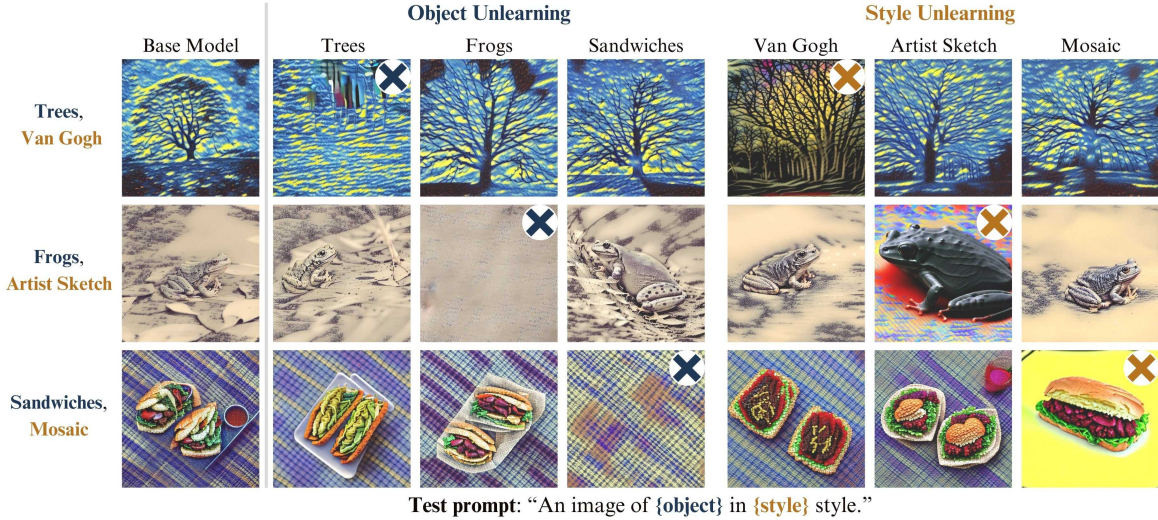 Object Unlearning Style Unlearning
Base Model Trees Frogs Sandwiches Van Gogh Artist Sketch Mosaic
Trees,
Van Gogh
Frogs,
Artist Sketch
Sandwiches,
Mosaic
Test prompt: “An image of {object} in {style} style.”